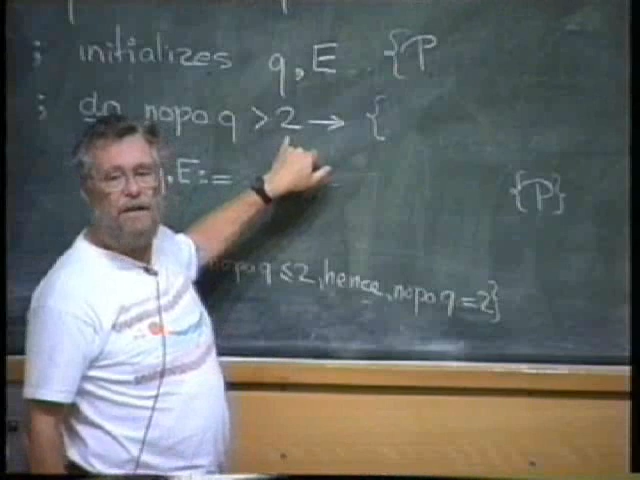 ; initializes q, E {P
; do nopo q > 2 → {
, E :=
{P}
nopo q ≤ 2, hence, nopo q = 2}